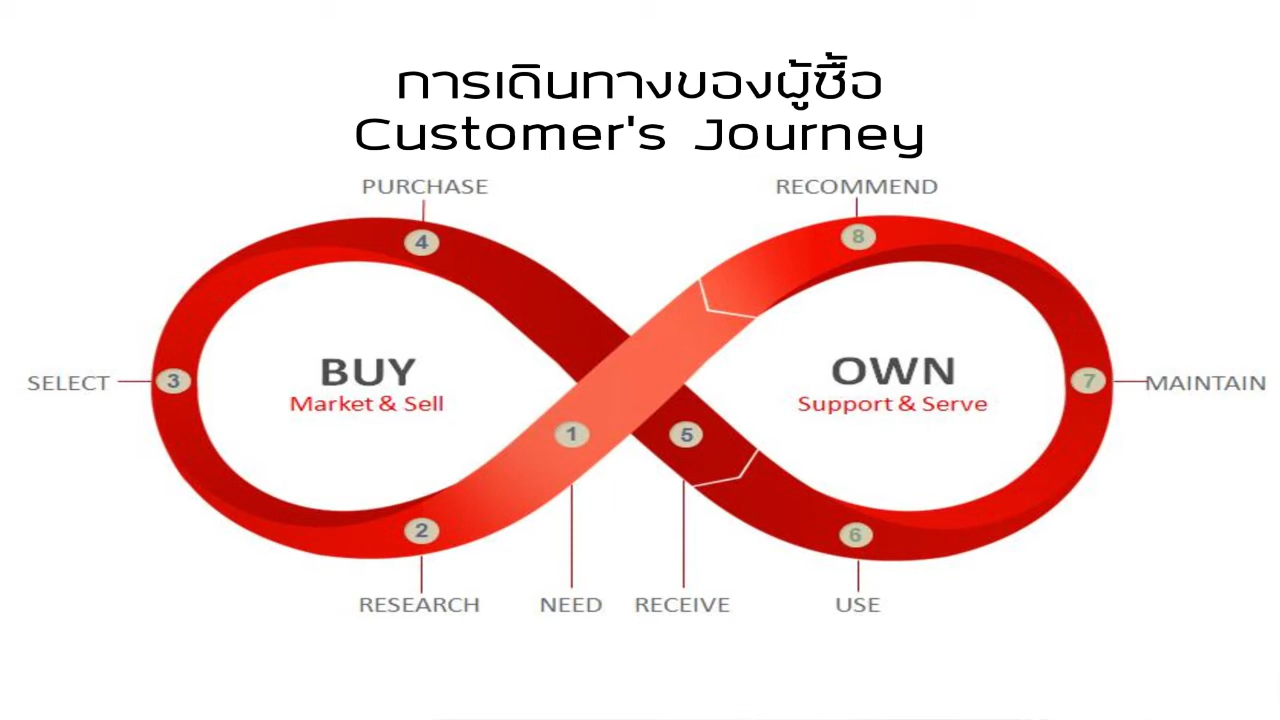 การเดินทางของผู้ซื้อ
Customer's Journey
PURCHASE
RECOMMEND
4
8
BUY
Market & Sell
OWN
Support & Serve
SELECT
3
7
MAINTAIN
1
5
2
6
RESEARCH
NEED
RECEIVE
USE